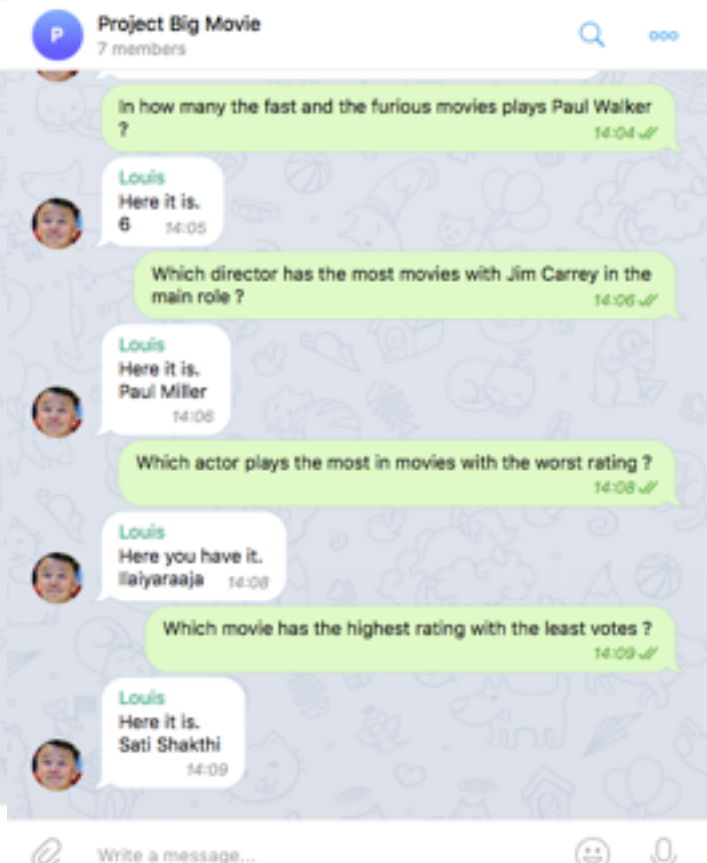 P
Project Big Movie
7 members
In how many the fast and the furious movies plays Paul Walker
?
14:04
Louis
Here it is.
6
14:05
Which director has the most movies with Jim Carrey in the
main role ?
14:06
Louis
Here it is.
Paul Miller
14:06
Which actor plays the most in movies with the worst rating ?
14:08
Louis
Here you have it.
Ilaiyaraaja
14:08
Which movie has the highest rating with the least votes ?
14:09
Louis
Here it is.
Sati Shakthi
14:09
Write a message...